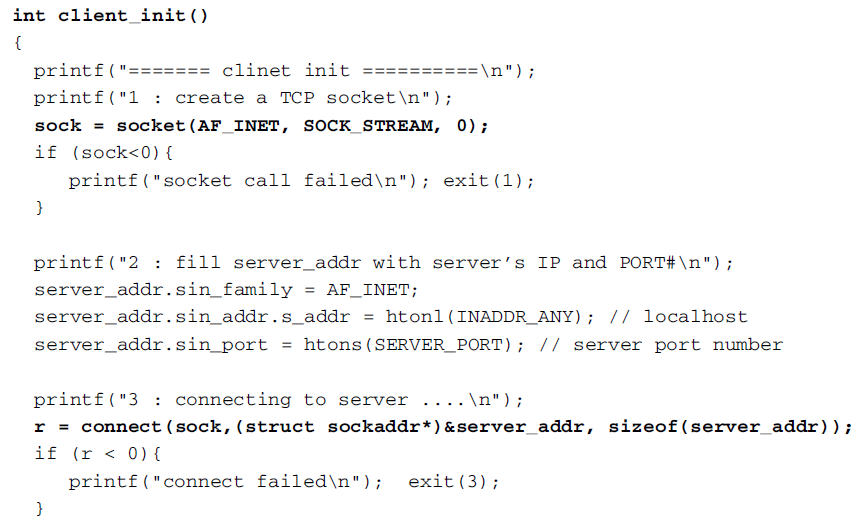 int client_init()
{
printf("======= clinet init ==========\n");
printf("1 : create a TCP socket\n");
sock = socket(AF_INET, SOCK_STREAM, 0);
if (sock<0){
printf("socket call failed\n"); exit(1);
}
printf("2 : fill server_addr with server’s IP and PORT#\n");
server_addr.sin_family = AF_INET;
server_addr.sin_addr.s_addr = htonl(INADDR_ANY); // localhost
server_addr.sin_port = htons(SERVER_PORT); // server port number
printf("3 : connecting to server ....\n");
r = connect(sock,(struct sockaddr*)&server_addr, sizeof(server_addr));
if (r < 0){
printf("connect failed\n"); exit(3);
}